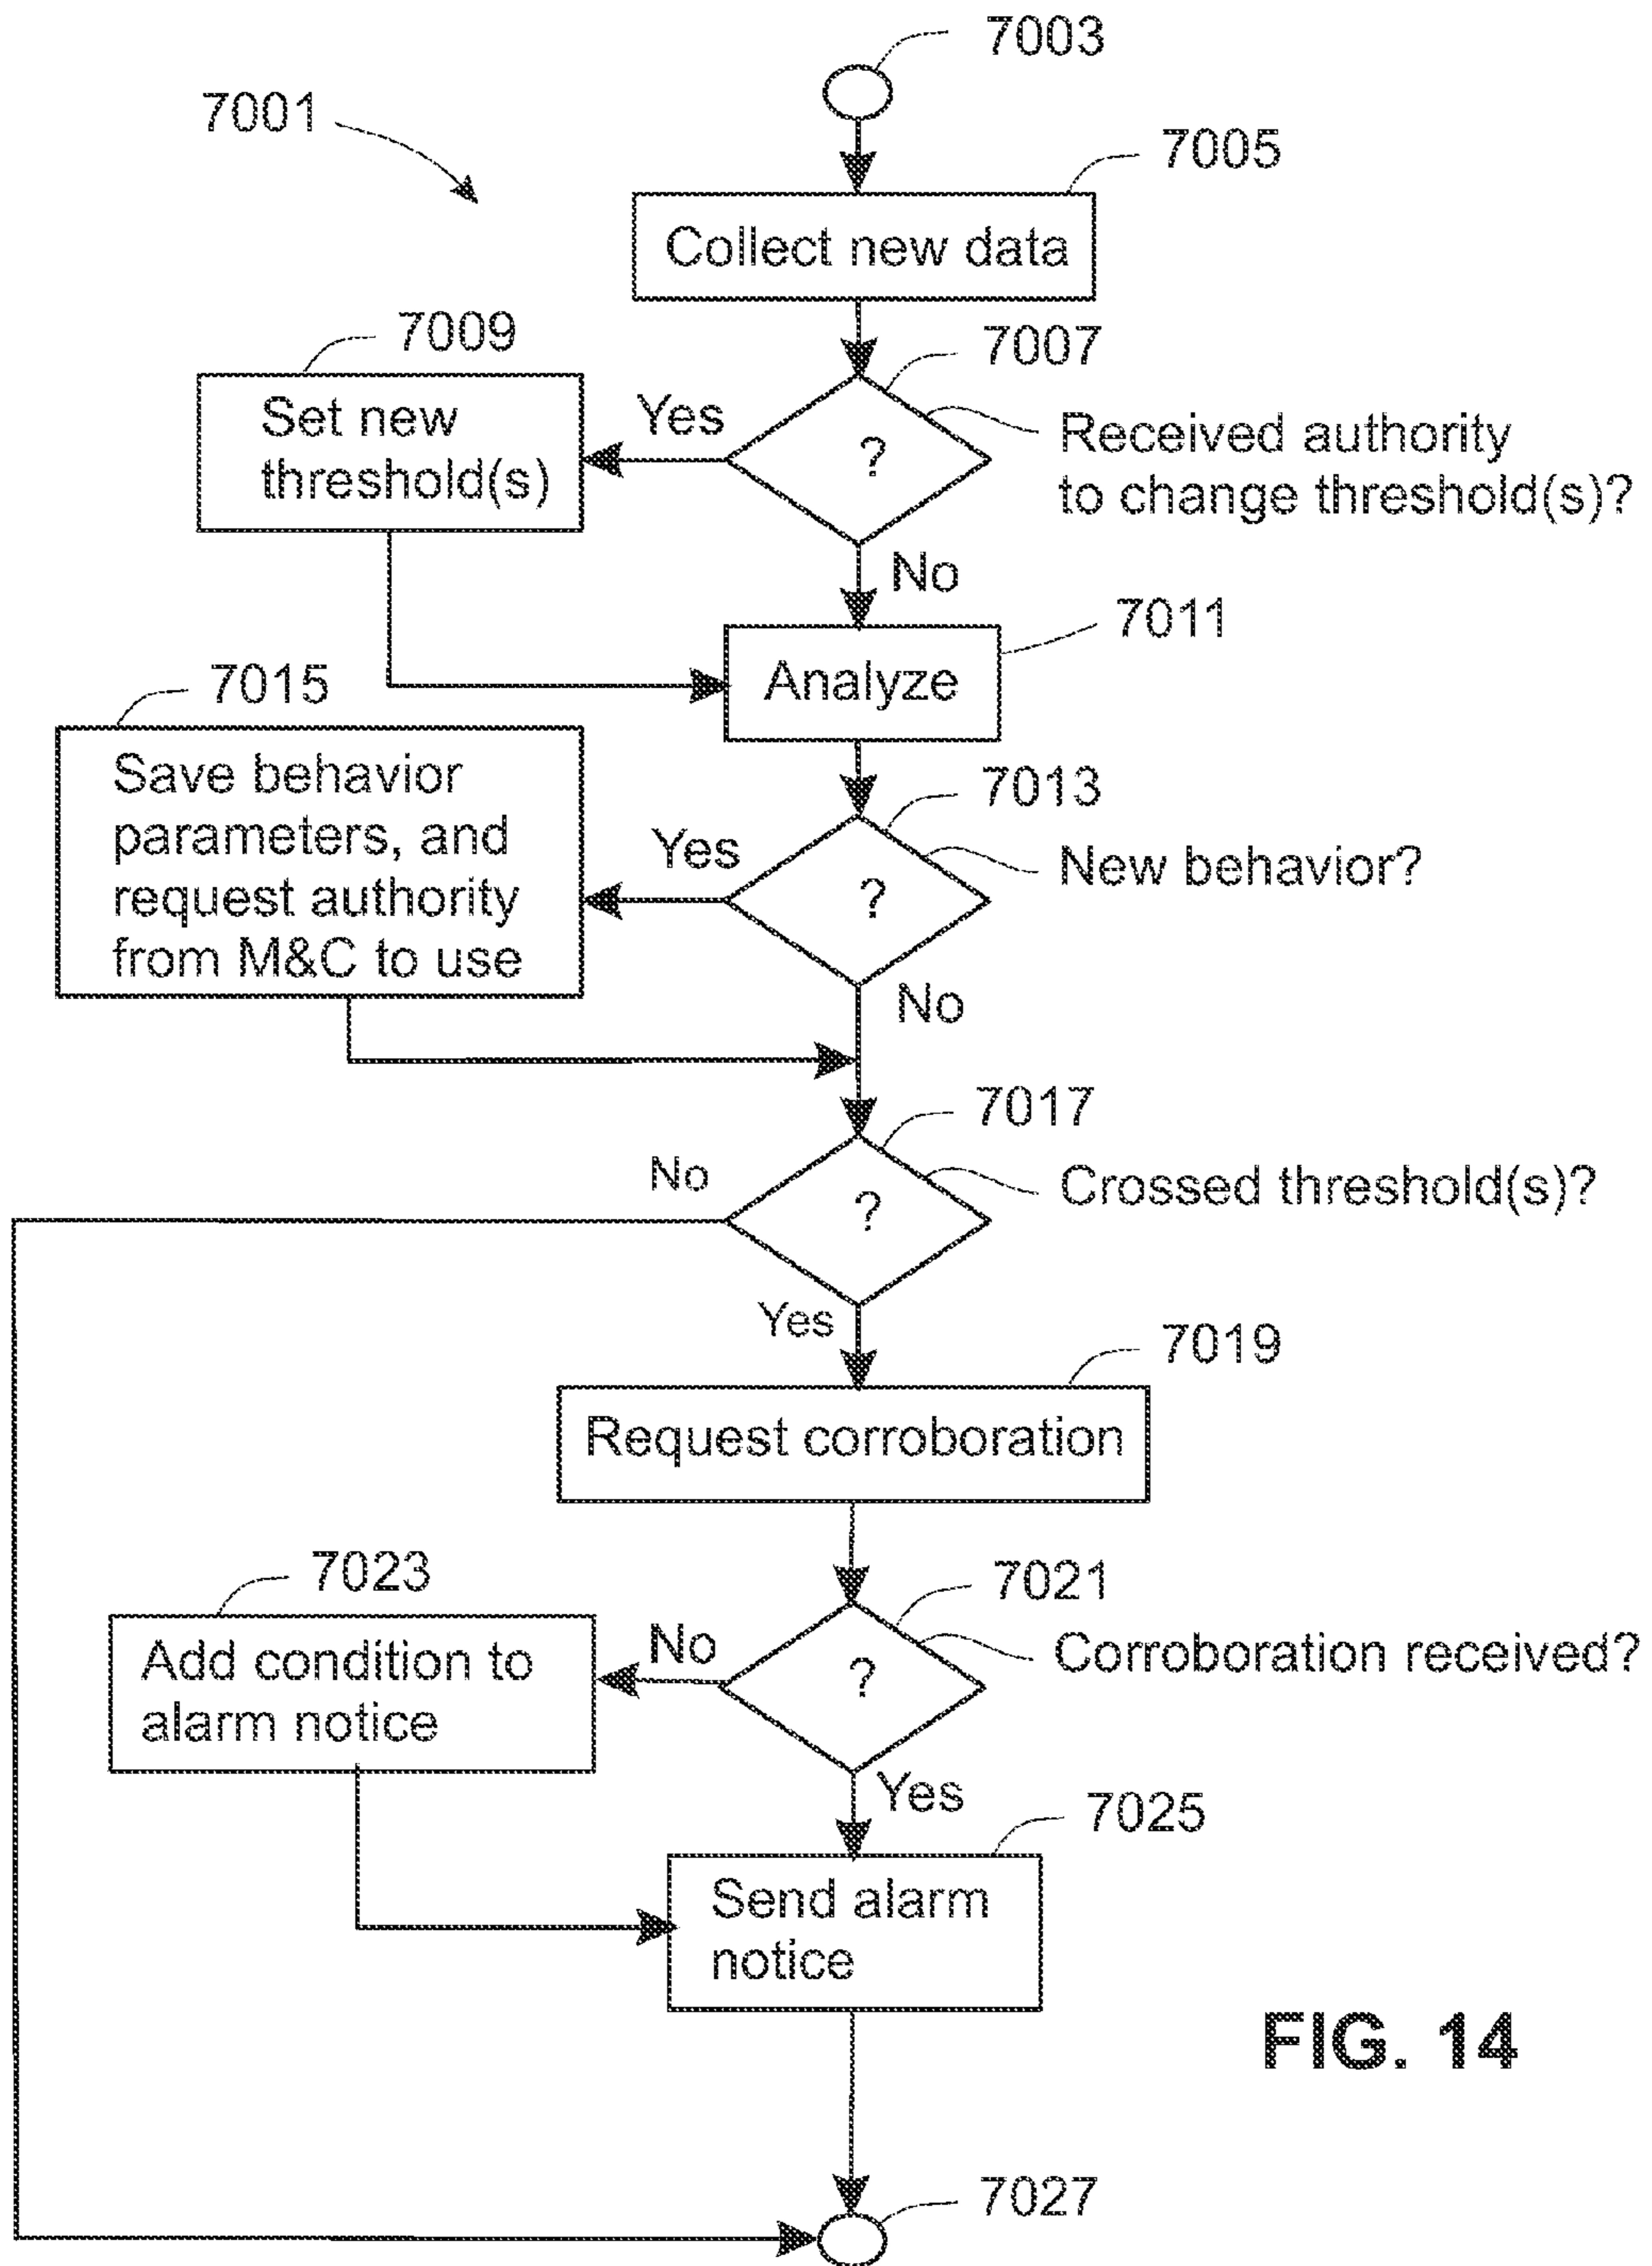 7003
7001
7005
Collect new data
7009
7007
Set new
threshold(s)
Yes
?
Received authority
to change threshold(s)?
No
7011
Analyze
7015
Save behavior
parameters, and
request authority
from M&C to use
7013
Yes
?
New behavior?
No
7017
No
?
Crossed threshold(s)?
Yes
7019
Request corroboration
7023
7021
Add condition to
alarm notice
No
?
Corroboration received?
Yes
7025
Send alarm
notice
FIG. 14
7027